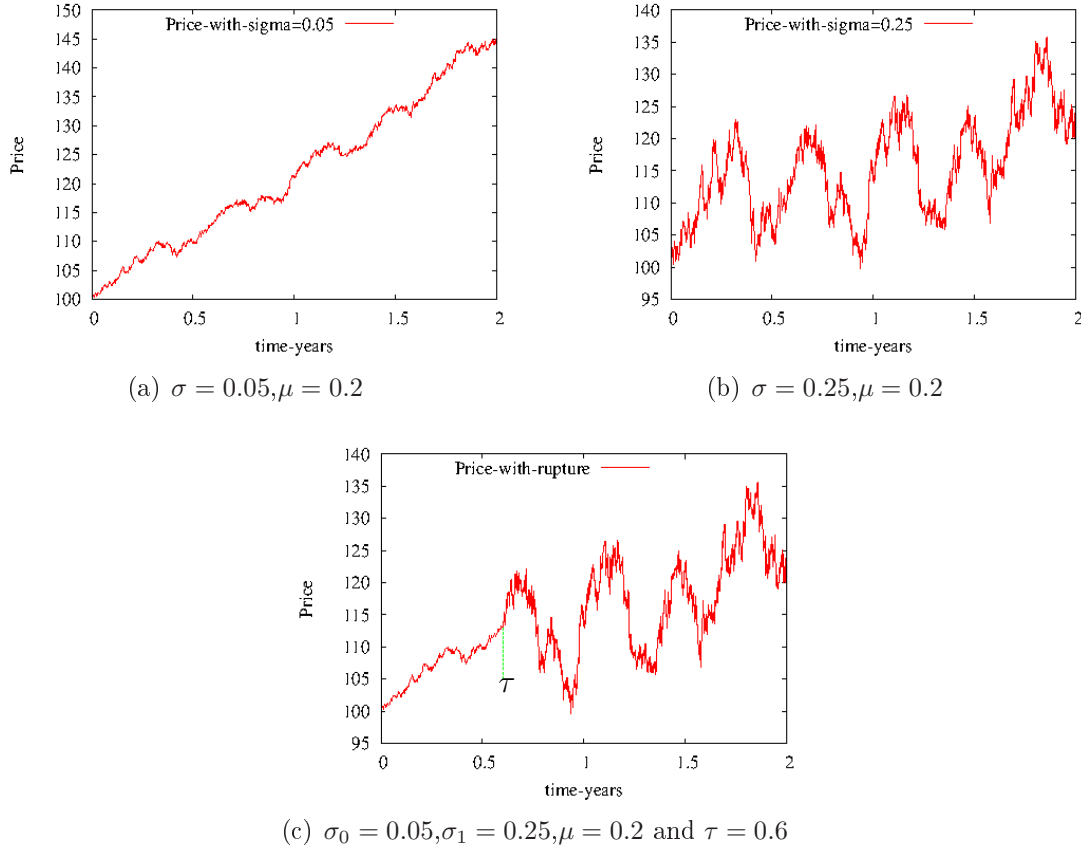 Price-with-sigma=0.05
150
145
140
135
130
125
120
115
110
105
100
Price
0 0.5 1 1.5 2
time-years
(a) σ = 0.05,μ = 0.2
Price-with-sigma=0.25
140
135
130
125
120
115
110
105
100
95
Price
0 0.5 1 1.5 2
time-years
(b) σ = 0.25,μ = 0.2
Price-with-rupture
140
135
130
125
120
115
110
105
100
95
Price
τ
0 0.5 1 1.5 2
time-years
(c) σ₀ = 0.05,σ₁ = 0.25,μ = 0.2 and τ = 0.6